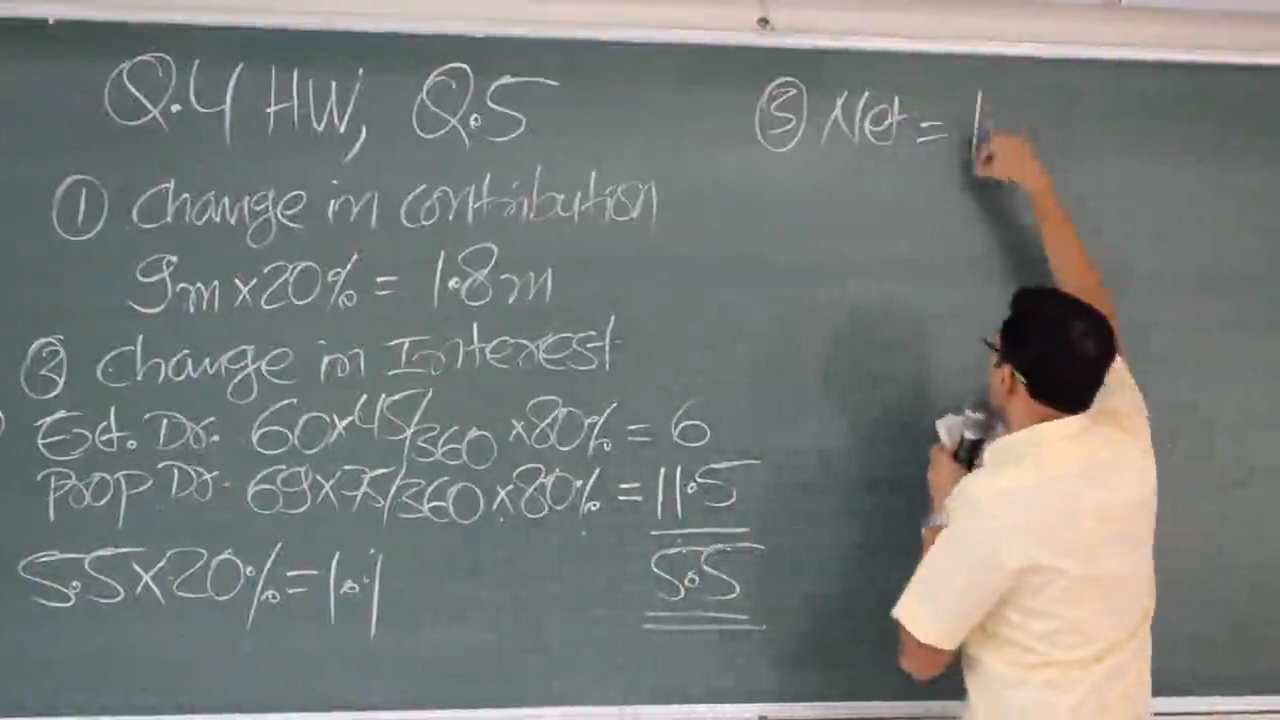 Q.4 HW, Q.5
① Change in contribution
9m×20% = 1.8m
② Change in Interest
Ext. Dr. 60×45/360 ×80% = 6
Prop Dr. 69×75/360×80% = 11.5
5.5
5.5×20%=1.1
③ Net = 1